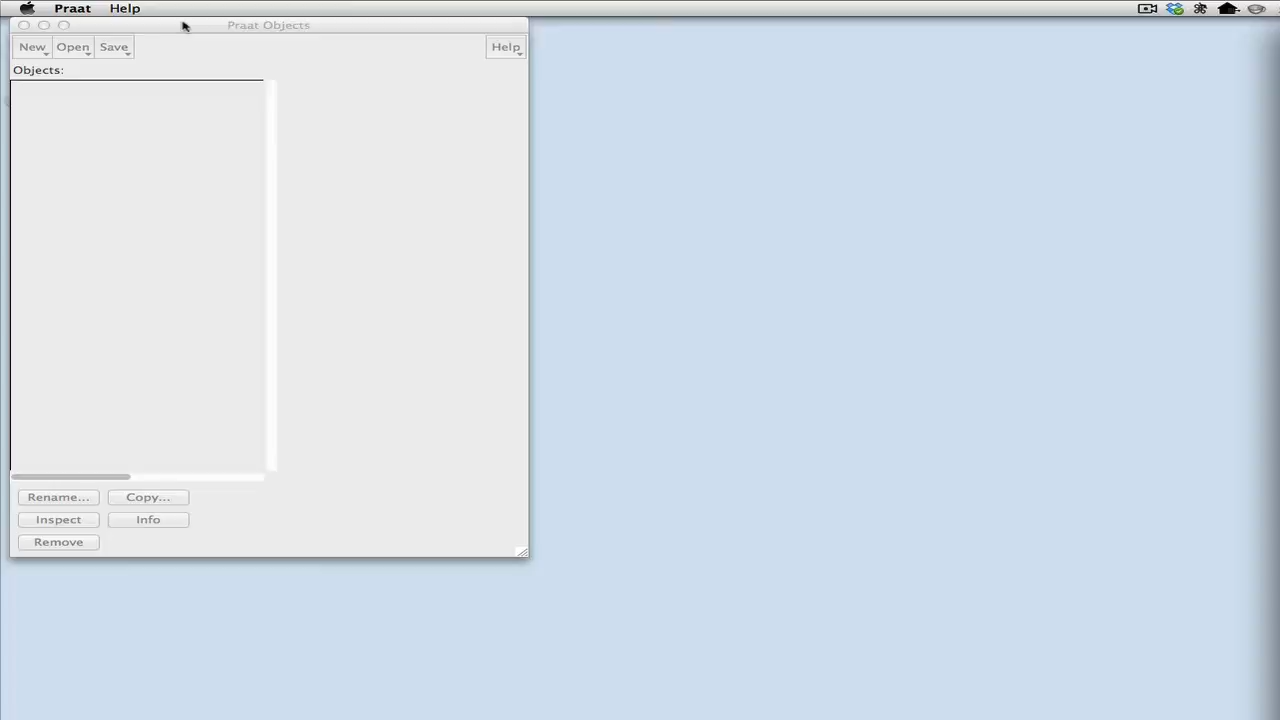 Praat Help
Praat Objects
New Open Save Help
Objects:
Rename... Copy...
Inspect Info
Remove